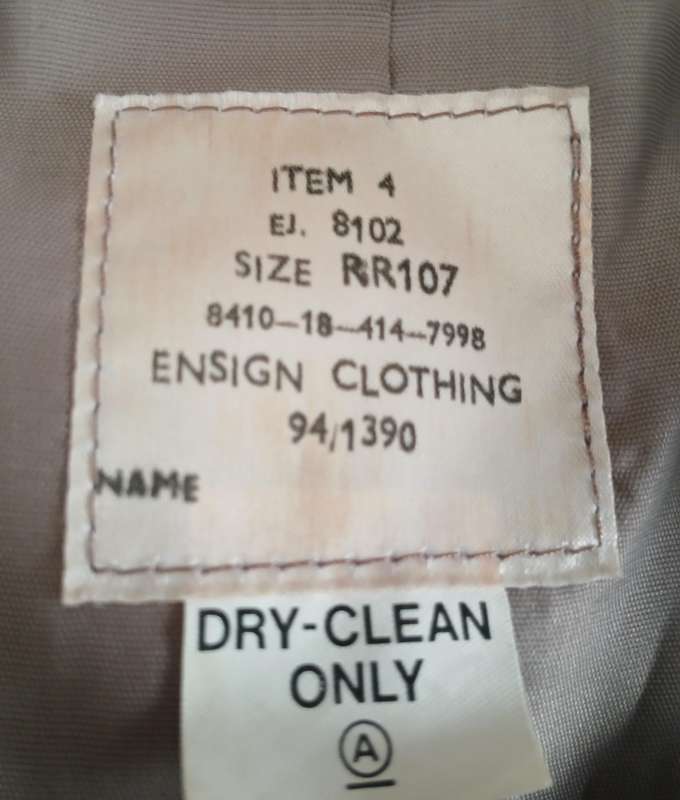 ITEM 4
EJ. 8102
SIZE RR107
8410-18-414-7998
ENSIGN CLOTHING
94/1390
NAME
DRY-CLEAN
ONLY
A